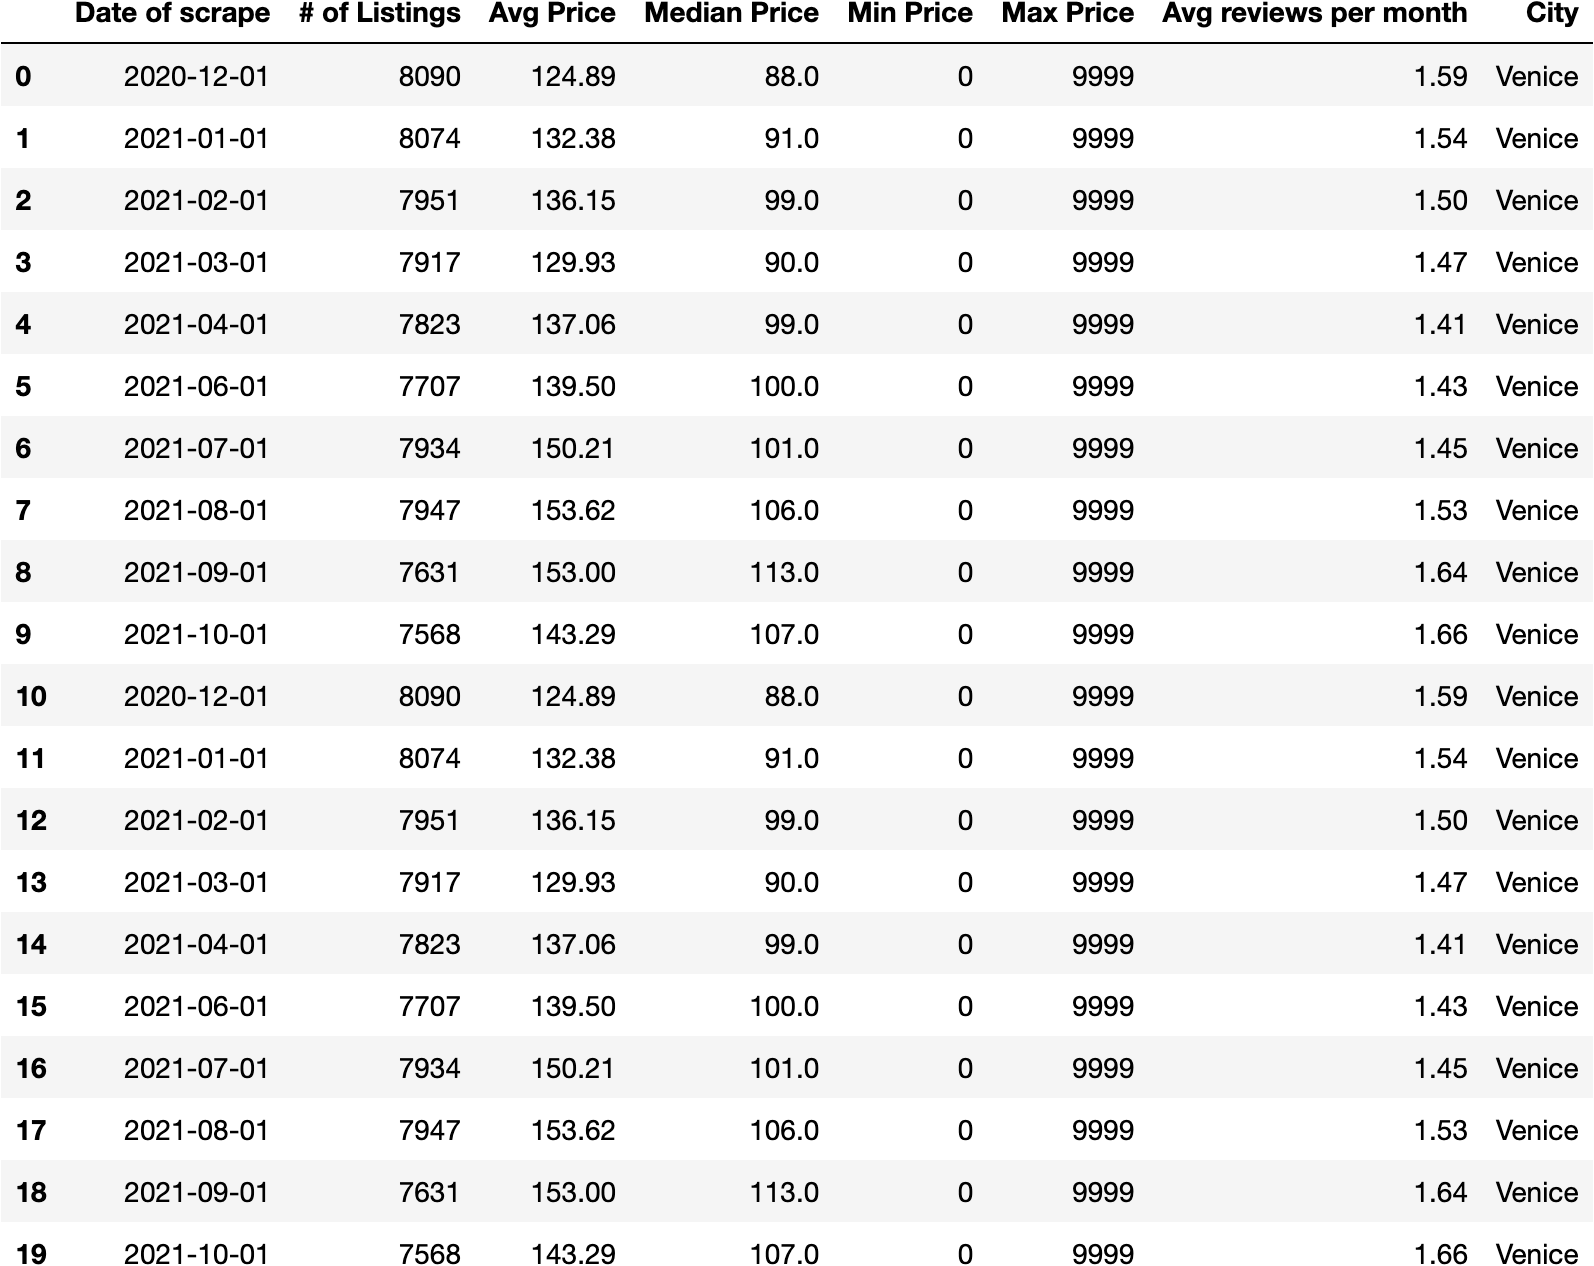 Date of scrape # of Listings Avg Price Median Price Min Price Max Price Avg reviews per month City
0 2020-12-01 8090 124.89 88.0 0 9999 1.59 Venice
1 2021-01-01 8074 132.38 91.0 0 9999 1.54 Venice
2 2021-02-01 7951 136.15 99.0 0 9999 1.50 Venice
3 2021-03-01 7917 129.93 90.0 0 9999 1.47 Venice
4 2021-04-01 7823 137.06 99.0 0 9999 1.41 Venice
5 2021-06-01 7707 139.50 100.0 0 9999 1.43 Venice
6 2021-07-01 7934 150.21 101.0 0 9999 1.45 Venice
7 2021-08-01 7947 153.62 106.0 0 9999 1.53 Venice
8 2021-09-01 7631 153.00 113.0 0 9999 1.64 Venice
9 2021-10-01 7568 143.29 107.0 0 9999 1.66 Venice
10 2020-12-01 8090 124.89 88.0 0 9999 1.59 Venice
11 2021-01-01 8074 132.38 91.0 0 9999 1.54 Venice
12 2021-02-01 7951 136.15 99.0 0 9999 1.50 Venice
13 2021-03-01 7917 129.93 90.0 0 9999 1.47 Venice
14 2021-04-01 7823 137.06 99.0 0 9999 1.41 Venice
15 2021-06-01 7707 139.50 100.0 0 9999 1.43 Venice
16 2021-07-01 7934 150.21 101.0 0 9999 1.45 Venice
17 2021-08-01 7947 153.62 106.0 0 9999 1.53 Venice
18 2021-09-01 7631 153.00 113.0 0 9999 1.64 Venice
19 2021-10-01 7568 143.29 107.0 0 9999 1.66 Venice